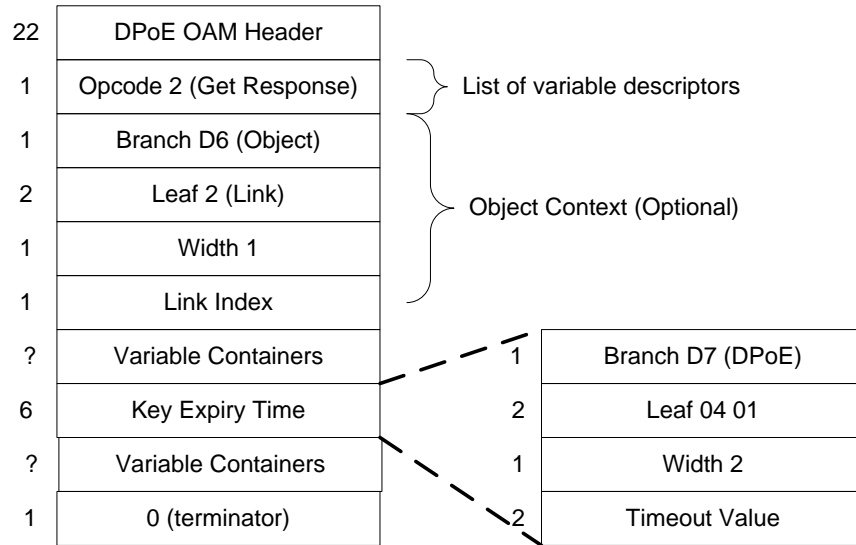 22 DPoE OAM Header
1 Opcode 2 (Get Response) List of variable descriptors
1 Branch D6 (Object)
2 Leaf 2 (Link)
Object Context (Optional)
1 Width 1
1 Link Index
? Variable Containers
6 Key Expiry Time
? Variable Containers
1 0 (terminator)
1 Branch D7 (DPoE)
2 Leaf 04 01
1 Width 2
2 Timeout Value